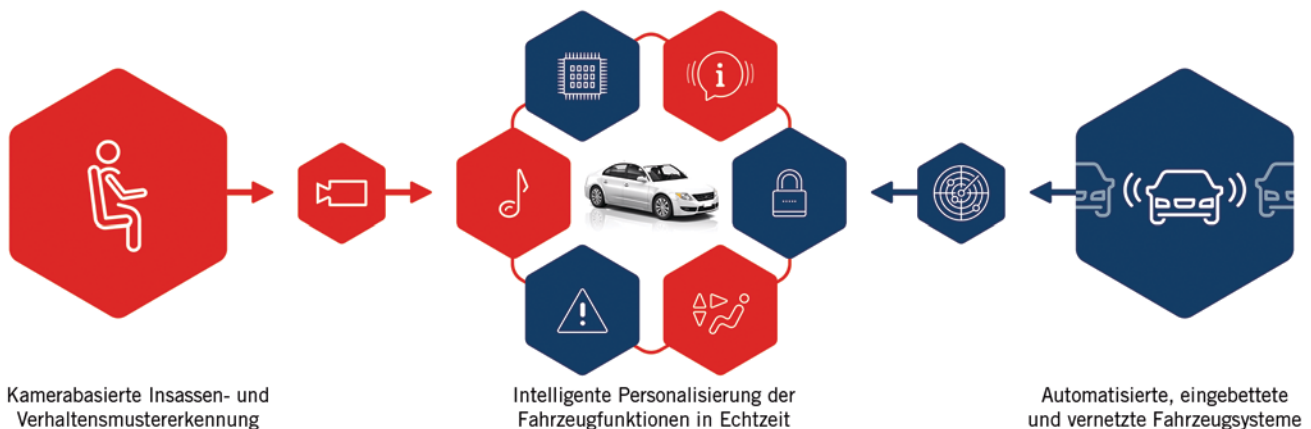 Kamerabasierte Insassen- und
Verhaltensmustererkennung
Intelligente Personalisierung der
Fahrzeugfunktionen in Echtzeit
Automatisierte, eingebettete
und vernetzte Fahrzeugsysteme